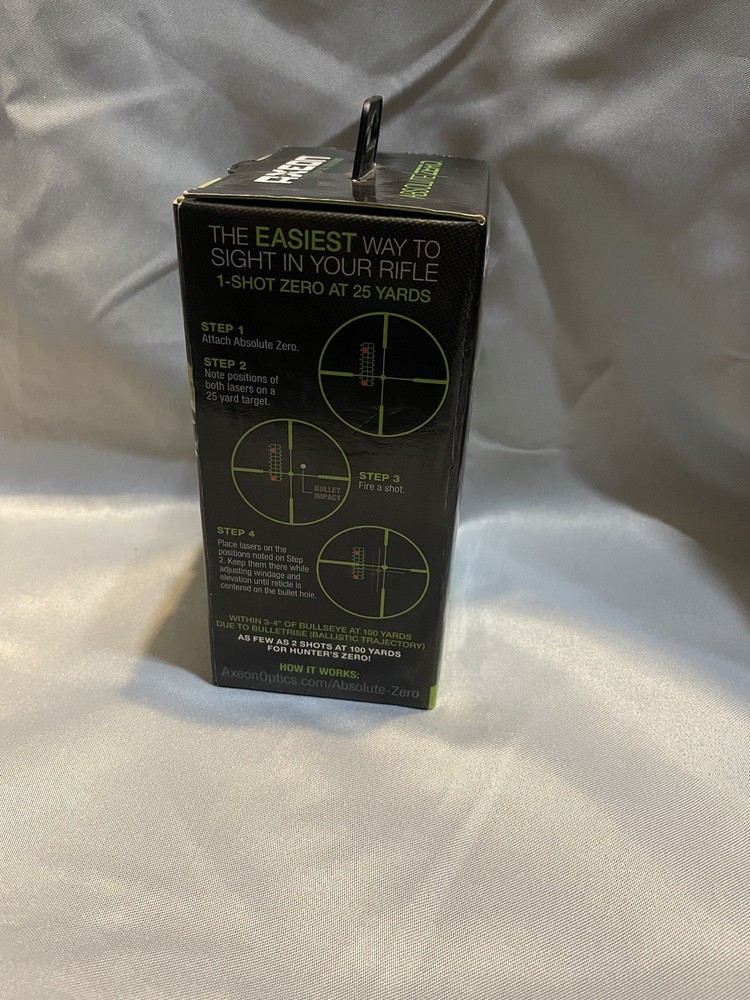 AXEON
ABSOLUTE ZERO
THE EASIEST WAY TO
SIGHT IN YOUR RIFLE
1-SHOT ZERO AT 25 YARDS
STEP 1
Attach Absolute Zero.
STEP 2
Note positions of
both lasers on a
25 yard target.
STEP 3
Fire a shot.
BULLET
IMPACT
STEP 4
Place lasers on the
positions noted on Step
2. Keep them there while
adjusting windage and
elevation until reticle is
centered on the bullet hole.
WITHIN 3-4" OF BULLSEYE AT 100 YARDS
DUE TO BULLETRISE (BALLISTIC TRAJECTORY)
AS FEW AS 2 SHOTS AT 100 YARDS
FOR HUNTER'S ZERO!
HOW IT WORKS:
AxeonOptics.com/Absolute-Zero